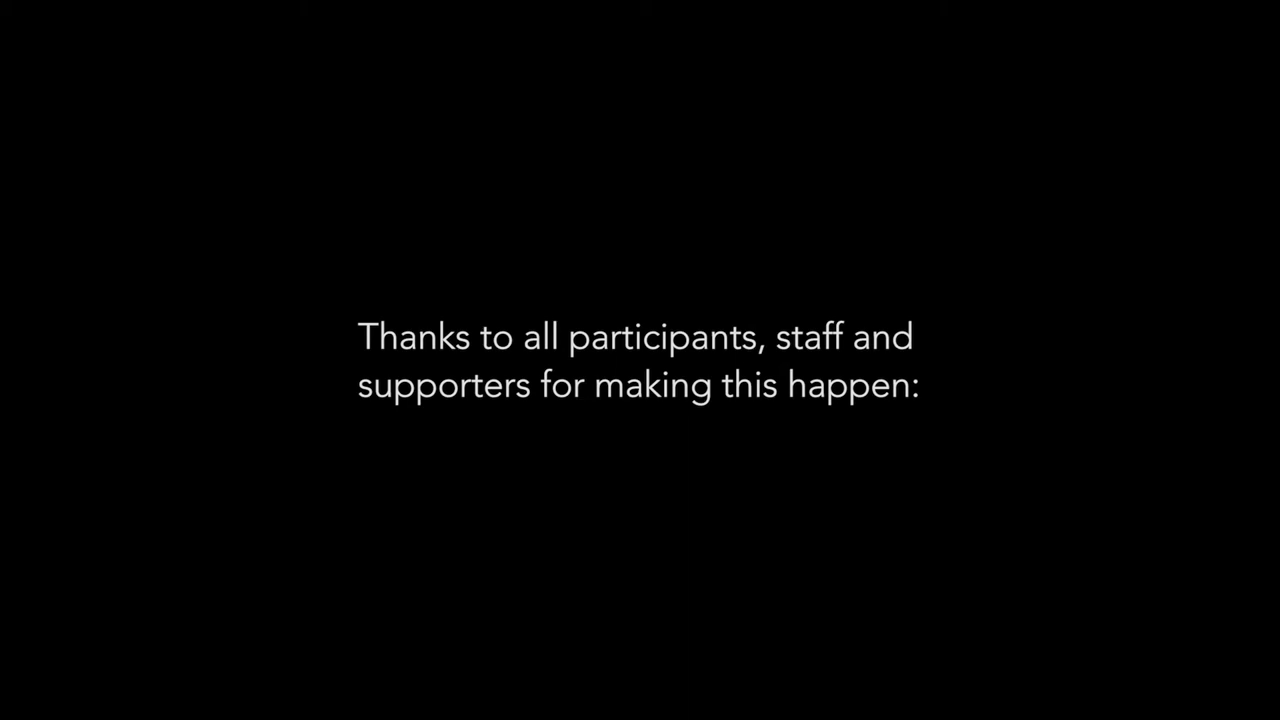 Thanks to all participants, staff and
supporters for making this happen: